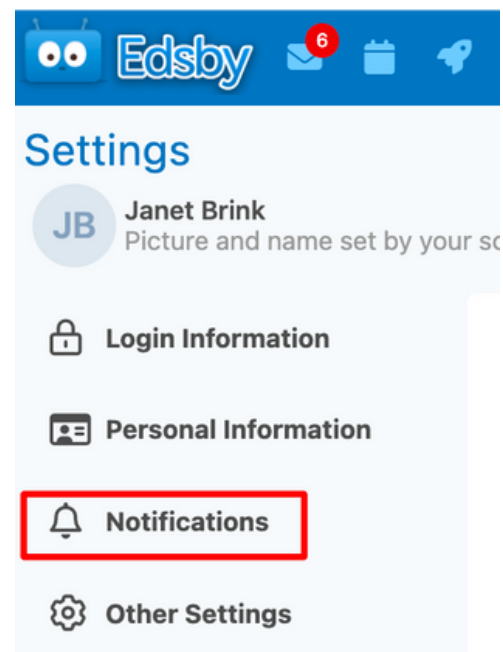 Edsby 6
Settings
JB
Janet Brink
Picture and name set by your
Login Information
Personal Information
Notifications
Other Settings